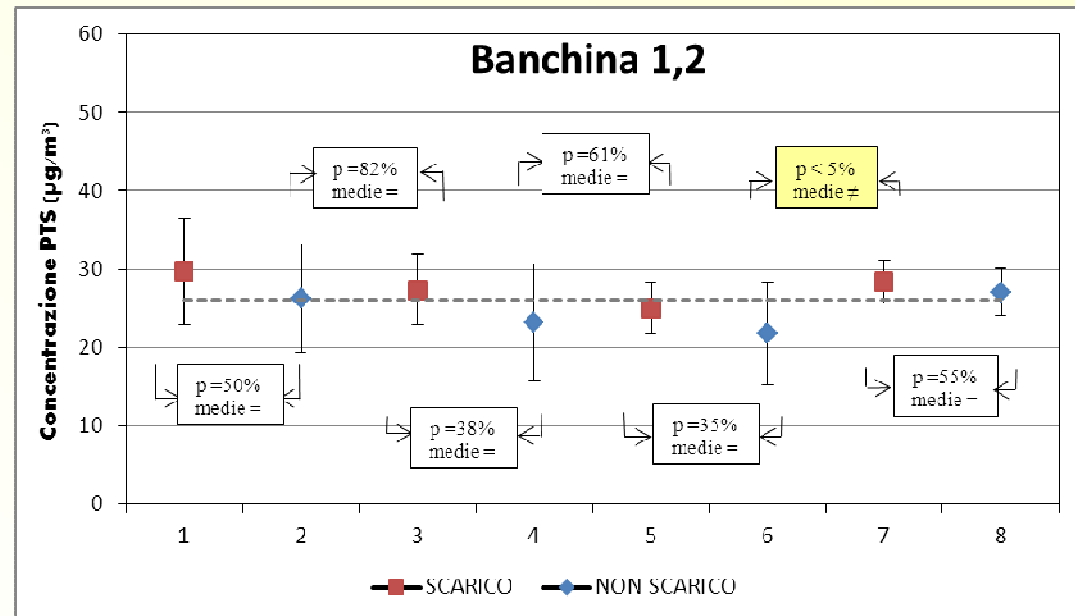 Banchina 1,2
Concentrazione PTS (µg/m³)
60
50
40
30
20
10
0
p =82%
medie =
p =61%
medie =
p < 5%
medie ≠
p =50%
medie =
p =38%
medie =
p =35%
medie =
p =55%
medie =
1 2 3 4 5 6 7 8
SCARICO NON SCARICO